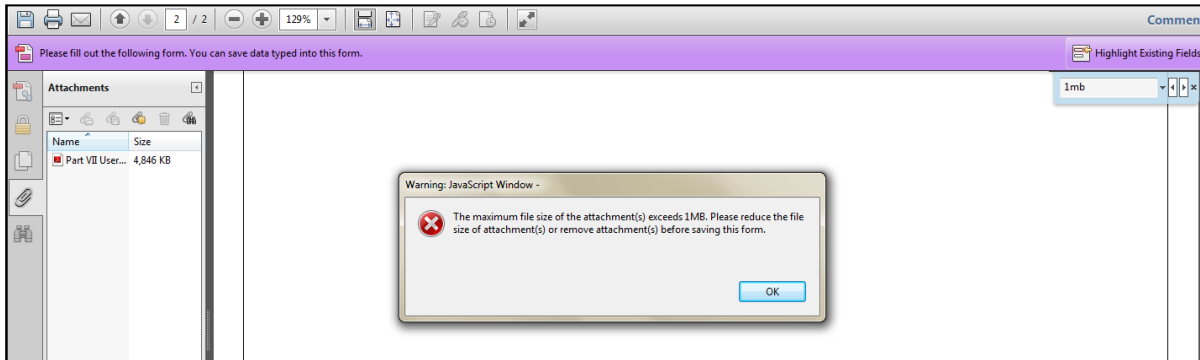 2 / 2 129% Commen
Please fill out the following form. You can save data typed into this form. Highlight Existing Fields
Attachments 1mb
Name Size
Part VII User... 4,846 KB
Warning: JavaScript Window -
The maximum file size of the attachment(s) exceeds 1MB. Please reduce the file
size of attachment(s) or remove attachment(s) before saving this form.
OK